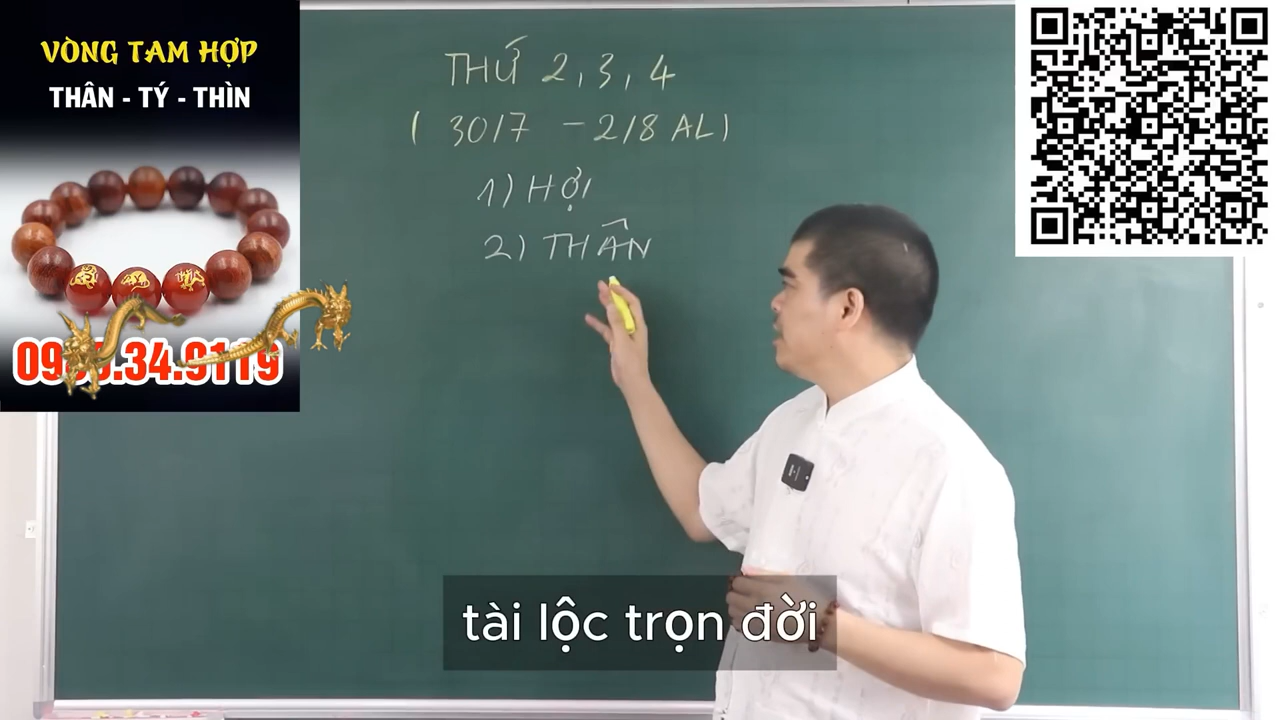 VÒNG TAM HỢP
THÂN - TÝ - THÌN
THỨ 2, 3, 4
( 30/7 - 2/8 AL)
1) HỢI
2) THÂN
tài lộc trọn đời